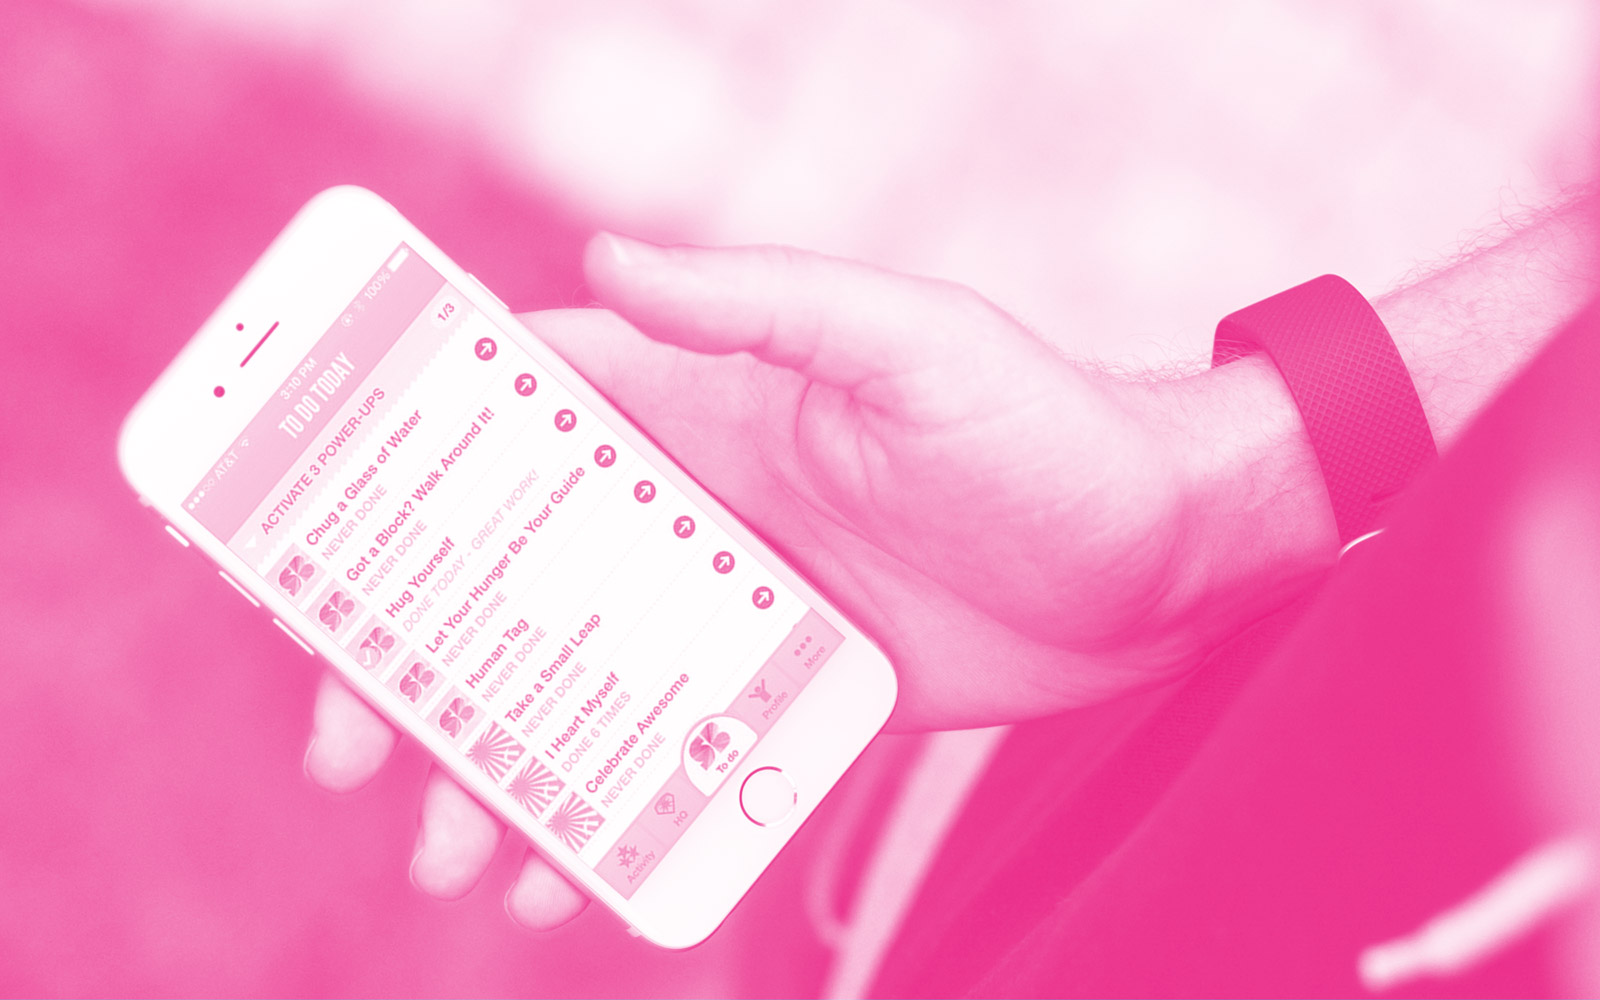 AT&T 3:10 PM 100%
TO DO TODAY
ACTIVATE 3 POWER-UPS 1/3
Chug a Glass of Water
NEVER DONE
Got a Block? Walk Around It!
NEVER DONE
Hug Yourself
DONE TODAY - GREAT WORK!
Let Your Hunger Be Your Guide
NEVER DONE
Human Tag
NEVER DONE
Take a Small Leap
NEVER DONE
I Heart Myself
DONE 6 TIMES
Celebrate Awesome
NEVER DONE
Activity HQ To do Profile More